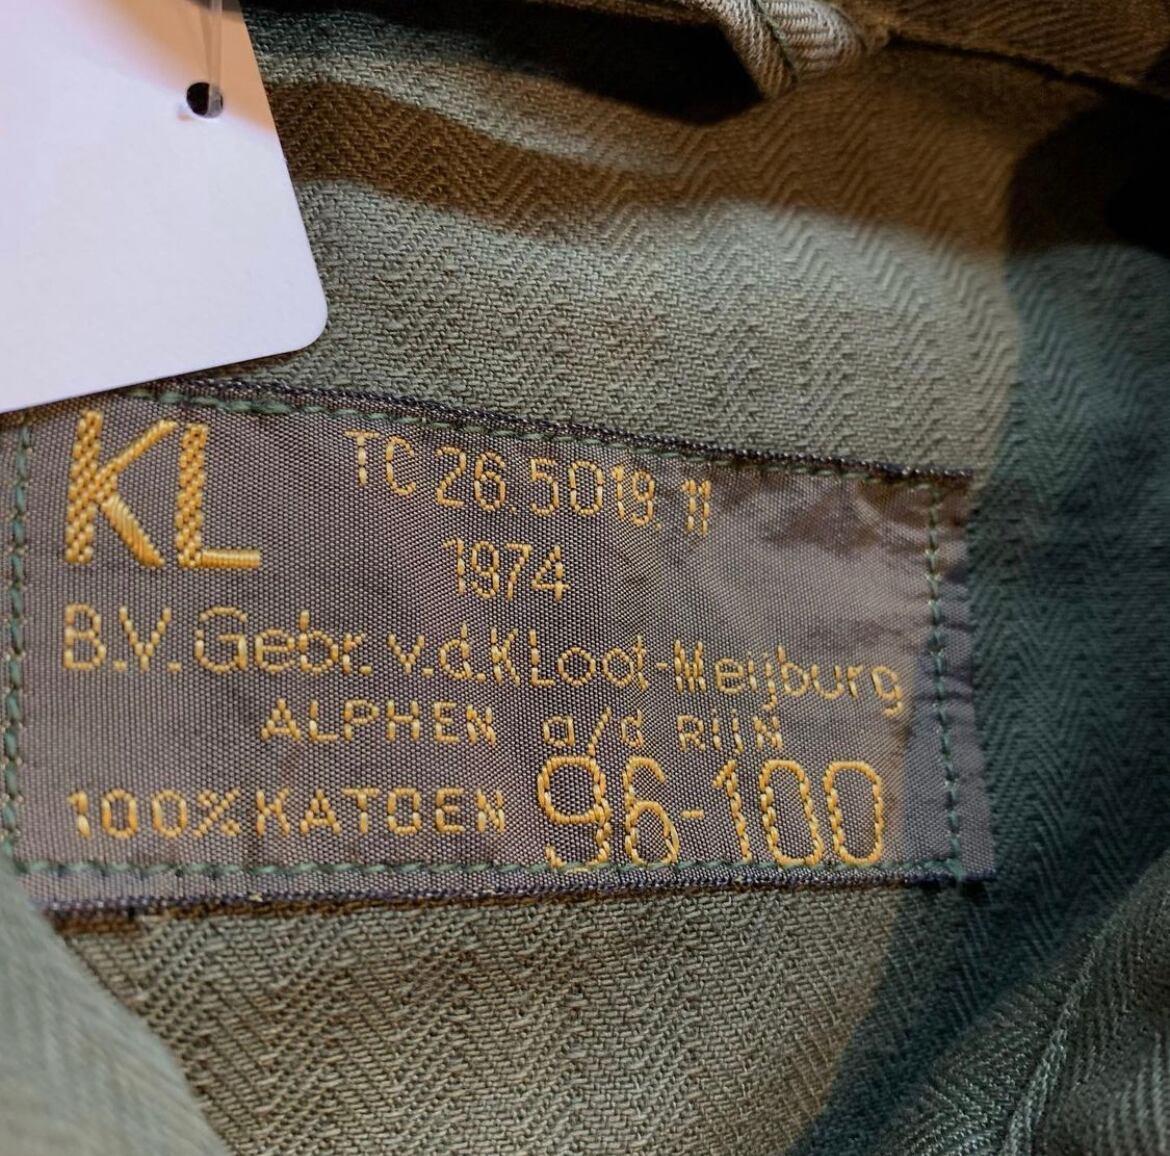 KL TC 26.5019.11
1974
B.V. Gebr. v.d. Kloot-Meijburg
ALPHEN a/d RIJN
100% KATOEN 96-100